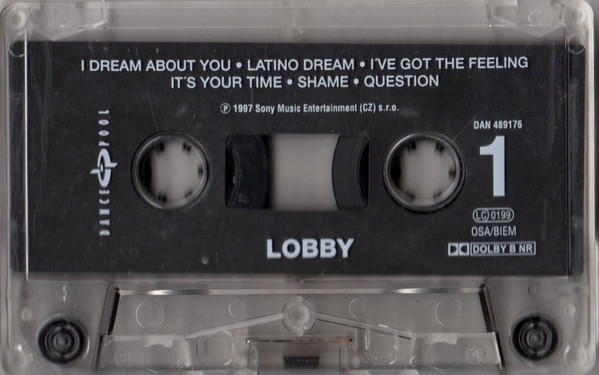 I DREAM ABOUT YOU • LATINO DREAM • I´VE GOT THE FEELING
IT´S YOUR TIME • SHAME • QUESTION
℗ 1997 Sony Music Entertainment (CZ) s.r.o.
DANCE POOL
DAN 489176
1
LC 0199
OSA/BIEM
DOLBY B NR
LOBBY